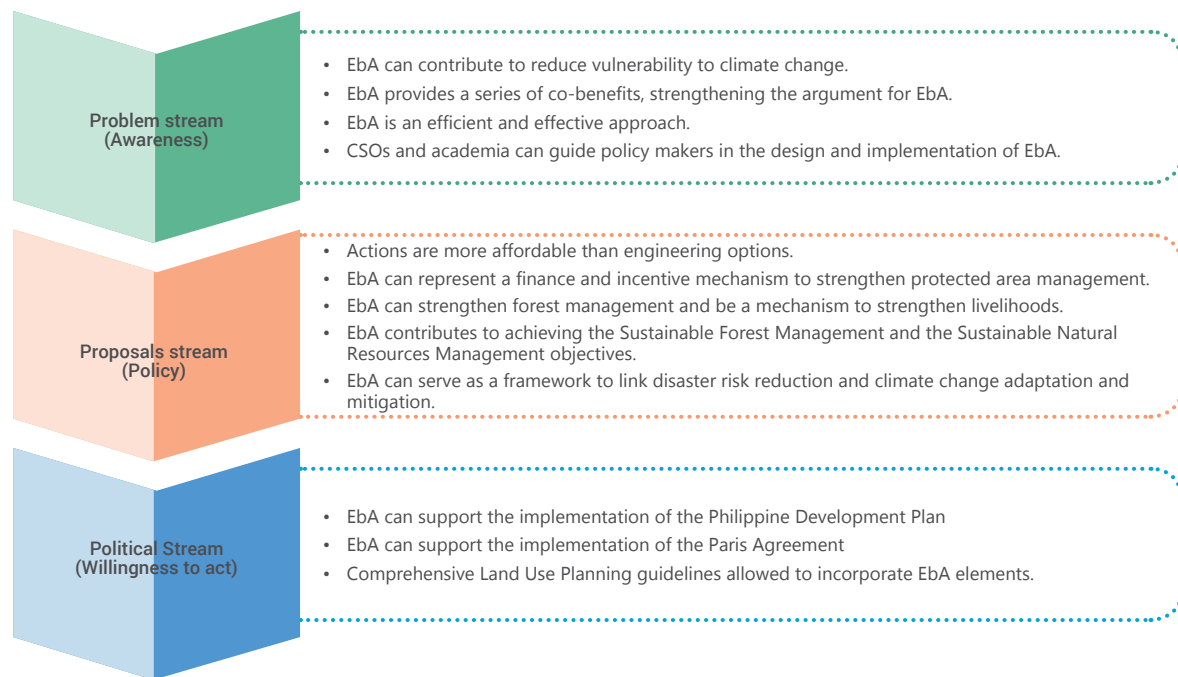 Problem stream
(Awareness)
• EbA can contribute to reduce vulnerability to climate change.
• EbA provides a series of co-benefits, strengthening the argument for EbA.
• EbA is an efficient and effective approach.
• CSOs and academia can guide policy makers in the design and implementation of EbA.
Proposals stream
(Policy)
• Actions are more affordable than engineering options.
• EbA can represent a finance and incentive mechanism to strengthen protected area management.
• EbA can strengthen forest management and be a mechanism to strengthen livelihoods.
• EbA contributes to achieving the Sustainable Forest Management and the Sustainable Natural
Resources Management objectives.
• EbA can serve as a framework to link disaster risk reduction and climate change adaptation and
mitigation.
Political Stream
(Willingness to act)
• EbA can support the implementation of the Philippine Development Plan
• EbA can support the implementation of the Paris Agreement
• Comprehensive Land Use Planning guidelines allowed to incorporate EbA elements.